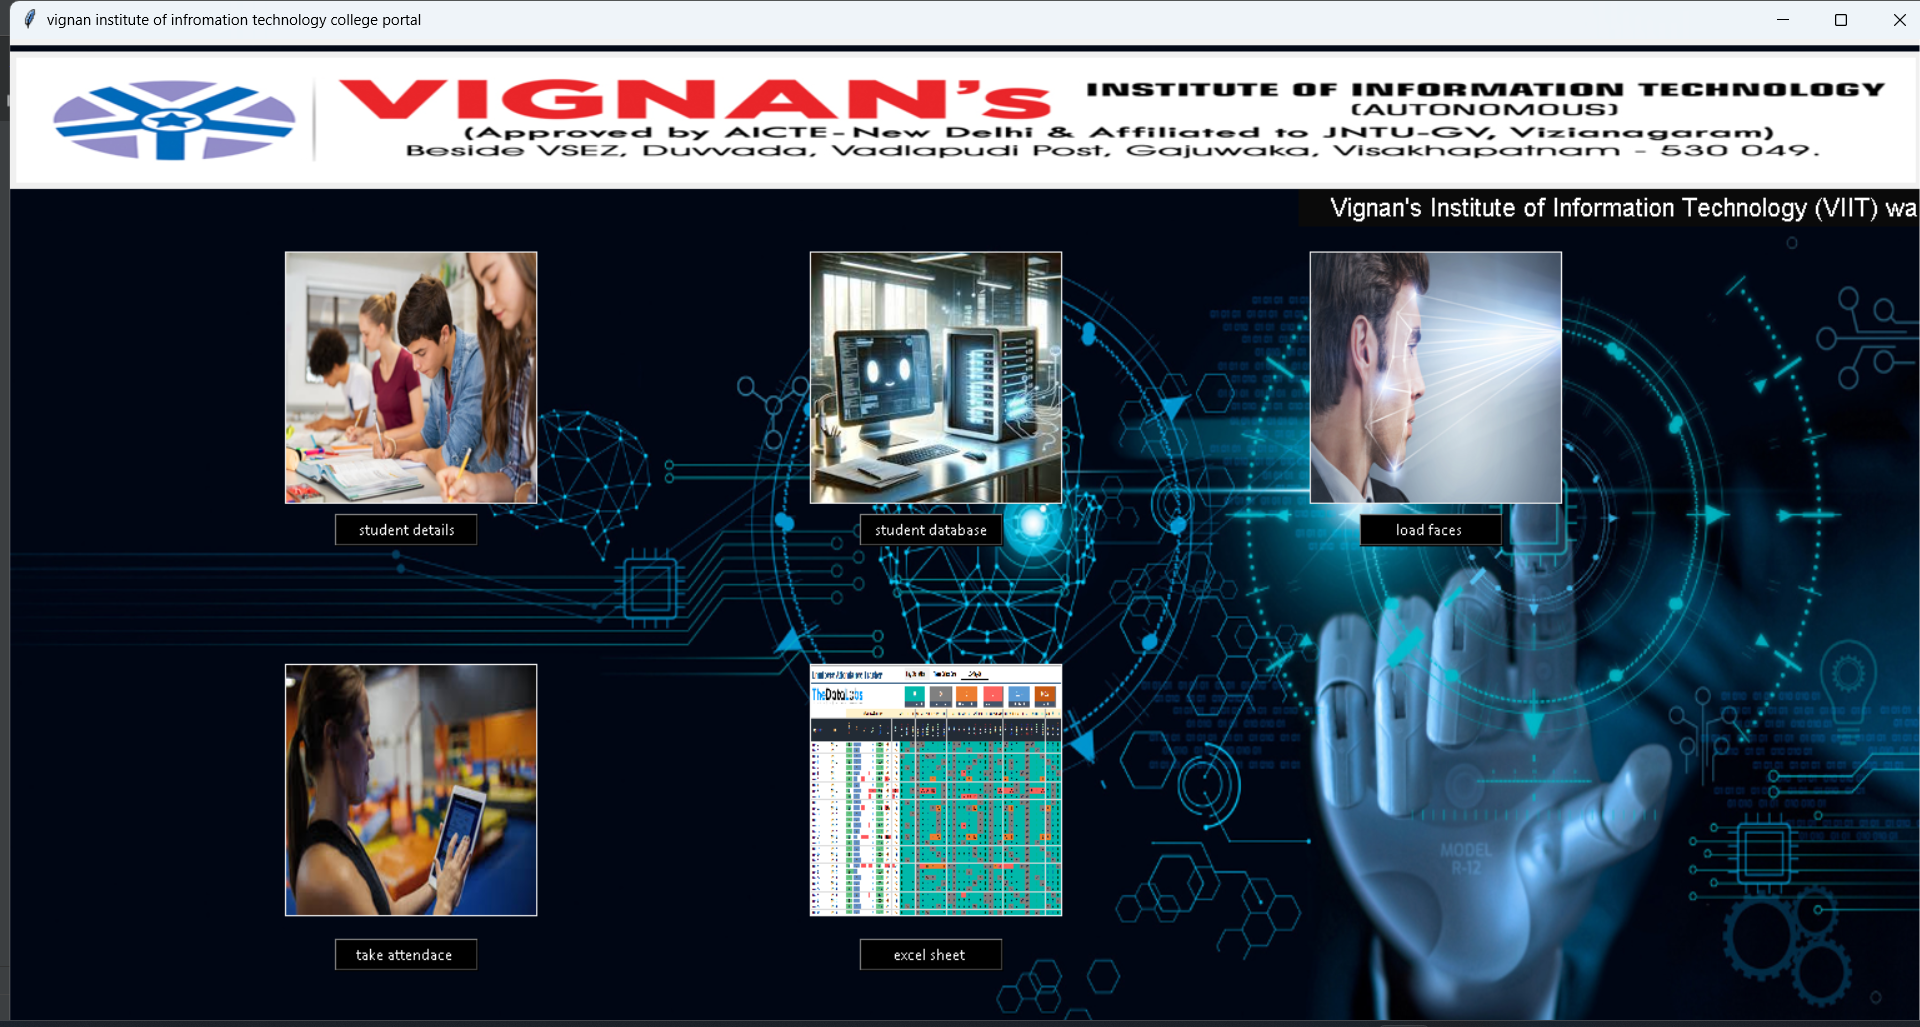 vignan institute of infromation technology college portal
VIGNAN's INSTITUTE OF INFORMATION TECHNOLOGY
(AUTONOMOUS)
(Approved by AICTE-New Delhi & Affiliated to JNTU-GV, Vizianagaram)
Beside VSEZ, Duvvada, Vadlapudi Post, Gajuwaka, Visakhapatnam - 530 049.
Vignan's Institute of Information Technology (VIIT) wa
student details
student database
load faces
TheDataLabs
MODEL
R-12
take attendace
excel sheet